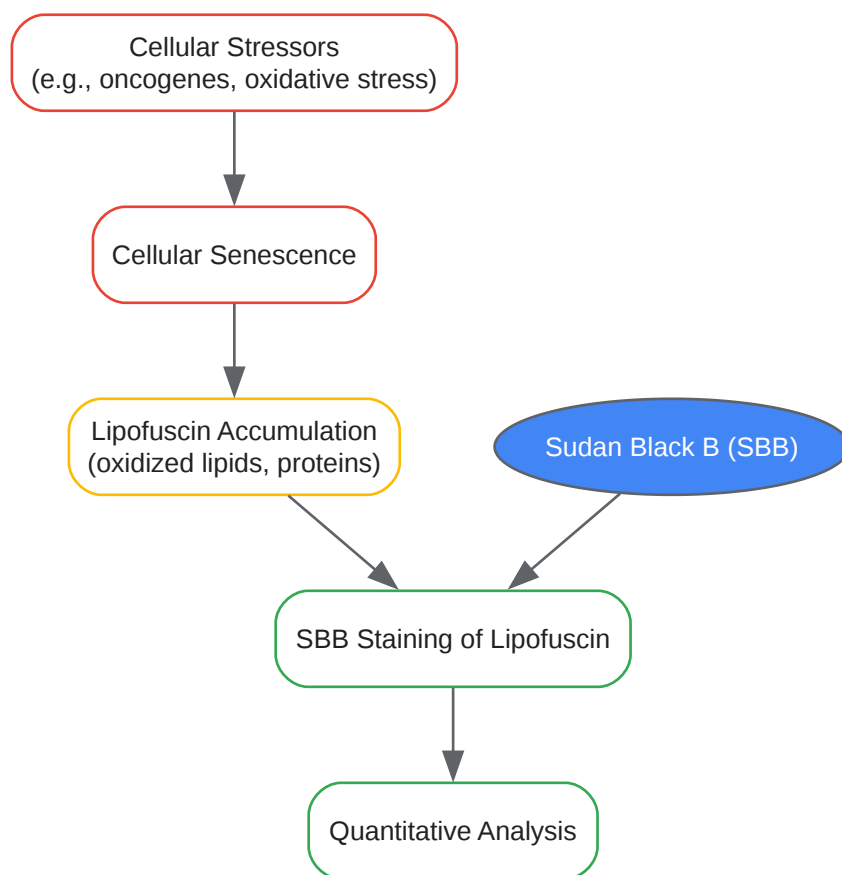 Cellular Stressors
(e.g., oncogenes, oxidative stress)
Cellular Senescence
Lipofuscin Accumulation
(oxidized lipids, proteins)
Sudan Black B (SBB)
SBB Staining of Lipofuscin
Quantitative Analysis